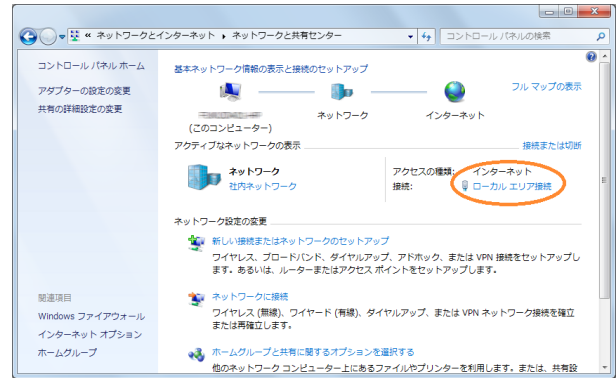 « ネットワークとインターネット ▸ ネットワークと共有センター
コントロール パネルの検索
コントロール パネル ホーム
アダプターの設定の変更
共有の詳細設定の変更
基本ネットワーク情報の表示と接続のセットアップ
フル マップの表示
ネットワーク
インターネット
(このコンピューター)
アクティブなネットワークの表示
接続または切断
ネットワーク
社内ネットワーク
アクセスの種類: インターネット
接続: ローカル エリア接続
ネットワーク設定の変更
新しい接続またはネットワークのセットアップ
ワイヤレス、ブロードバンド、ダイヤルアップ、アドホック、または VPN 接続をセットアップし
ます。あるいは、ルーターまたはアクセス ポイントをセットアップします。
ネットワークに接続
ワイヤレス (無線)、ワイヤード (有線)、ダイヤルアップ、または VPN ネットワーク接続を確立
または再確立します。
ホームグループと共有に関するオプションを選択する
他のネットワーク コンピューター上にあるファイルやプリンターを利用します。または、共有設
関連項目
Windows ファイアウォール
インターネット オプション
ホームグループ